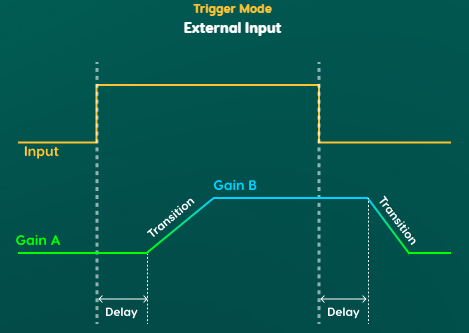 Trigger Mode
External Input
Input
Gain B
Transition
Transition
Gain A
Delay
Delay